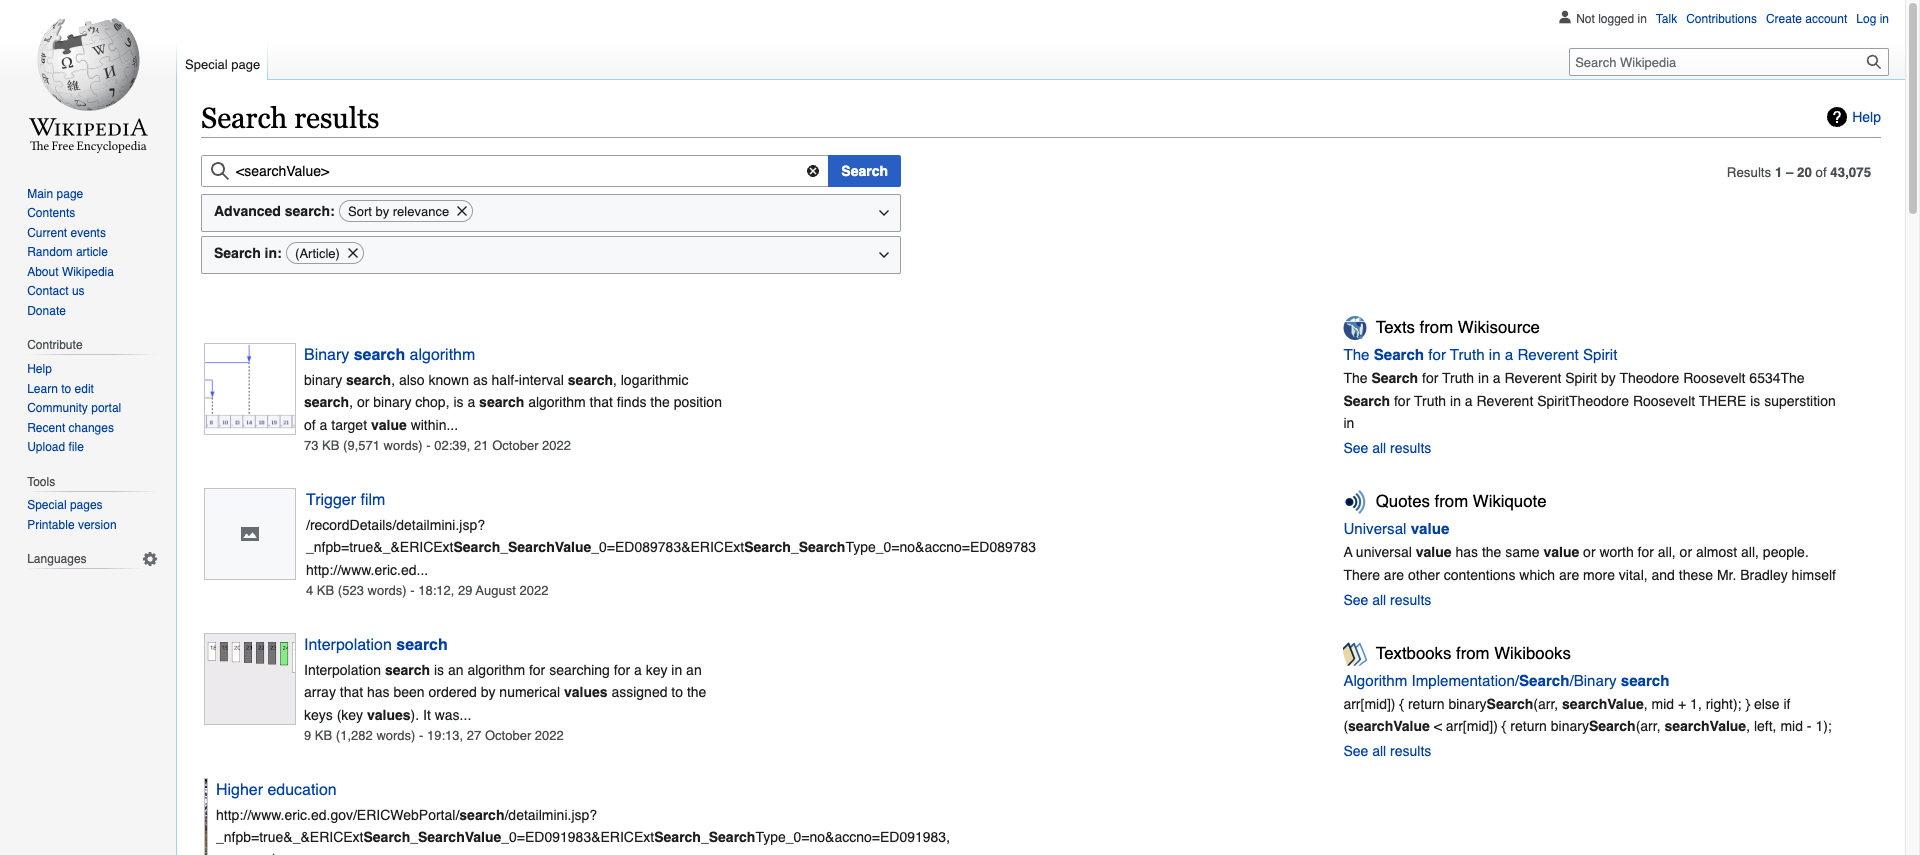 Not logged in Talk Contributions Create account Log in
Special page
Search Wikipedia
WIKIPEDIA
The Free Encyclopedia
Main page
Contents
Current events
Random article
About Wikipedia
Contact us
Donate
Contribute
Help
Learn to edit
Community portal
Recent changes
Upload file
Tools
Special pages
Printable version
Languages
Search results
Help
<searchValue>
Search
Results 1 – 20 of 43,075
Advanced search: Sort by relevance
Search in: (Article)
Binary search algorithm
binary search, also known as half-interval search, logarithmic
search, or binary chop, is a search algorithm that finds the position
of a target value within...
73 KB (9,571 words) - 02:39, 21 October 2022
Trigger film
/recordDetails/detailmini.jsp?
_nfpb=true&_&ERICExtSearch_SearchValue_0=ED089783&ERICExtSearch_SearchType_0=no&accno=ED089783
http://www.eric.ed...
4 KB (523 words) - 18:12, 29 August 2022
Interpolation search
Interpolation search is an algorithm for searching for a key in an
array that has been ordered by numerical values assigned to the
keys (key values). It was...
9 KB (1,282 words) - 19:13, 27 October 2022
Higher education
http://www.eric.ed.gov/ERICWebPortal/search/detailmini.jsp?
_nfpb=true&_&ERICExtSearch_SearchValue_0=ED091983&ERICExtSearch_SearchType_0=no&accno=ED091983,
Texts from Wikisource
The Search for Truth in a Reverent Spirit
The Search for Truth in a Reverent Spirit by Theodore Roosevelt 6534The
Search for Truth in a Reverent SpiritTheodore Roosevelt THERE is superstition
in
See all results
Quotes from Wikiquote
Universal value
A universal value has the same value or worth for all, or almost all, people.
There are other contentions which are more vital, and these Mr. Bradley himself
See all results
Textbooks from Wikibooks
Algorithm Implementation/Search/Binary search
arr[mid]) { return binarySearch(arr, searchValue, mid + 1, right); } else if
(searchValue < arr[mid]) { return binarySearch(arr, searchValue, left, mid - 1);
See all results